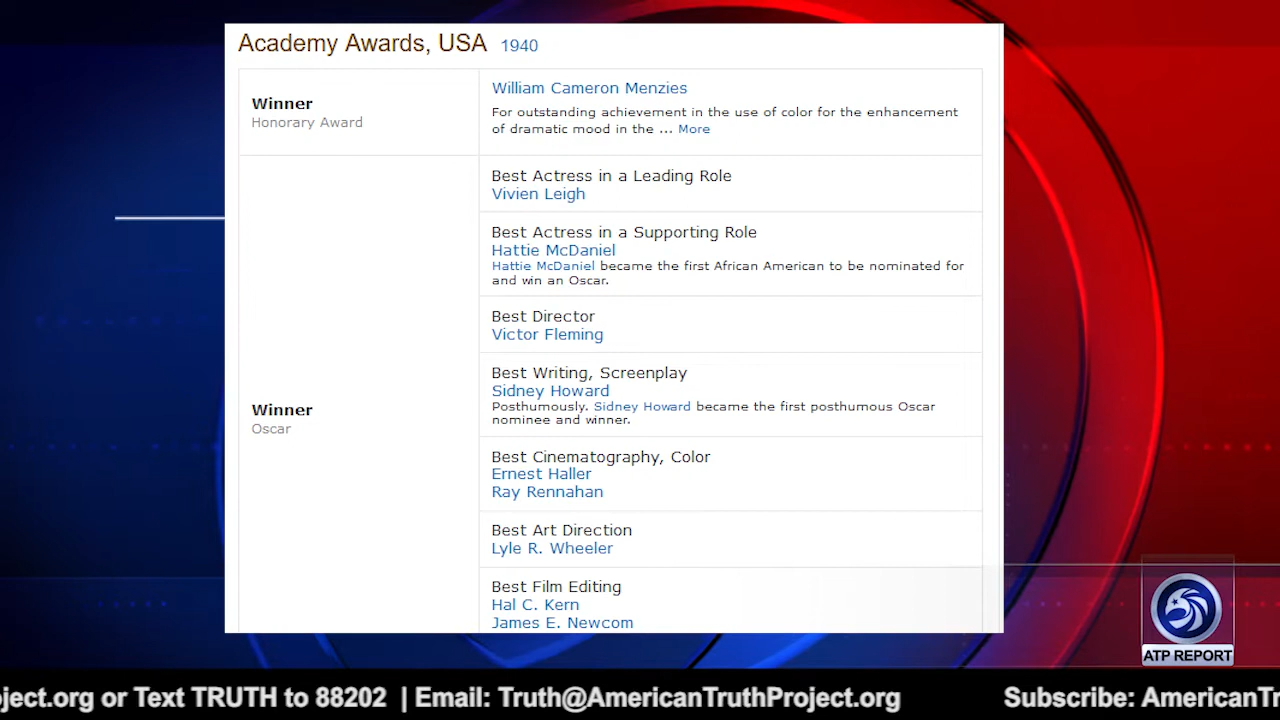 Academy Awards, USA 1940
Winner
Honorary Award
William Cameron Menzies
For outstanding achievement in the use of color for the enhancement
of dramatic mood in the ... More
Winner
Oscar
Best Actress in a Leading Role
Vivien Leigh
Best Actress in a Supporting Role
Hattie McDaniel
Hattie McDaniel became the first African American to be nominated for
and win an Oscar.
Best Director
Victor Fleming
Best Writing, Screenplay
Sidney Howard
Posthumously. Sidney Howard became the first posthumous Oscar
nominee and winner.
Best Cinematography, Color
Ernest Haller
Ray Rennahan
Best Art Direction
Lyle R. Wheeler
Best Film Editing
Hal C. Kern
James E. Newcom
ATP REPORT
ject.org or Text TRUTH to 88202 | Email: Truth@AmericanTruthProject.org Subscribe: AmericanTr